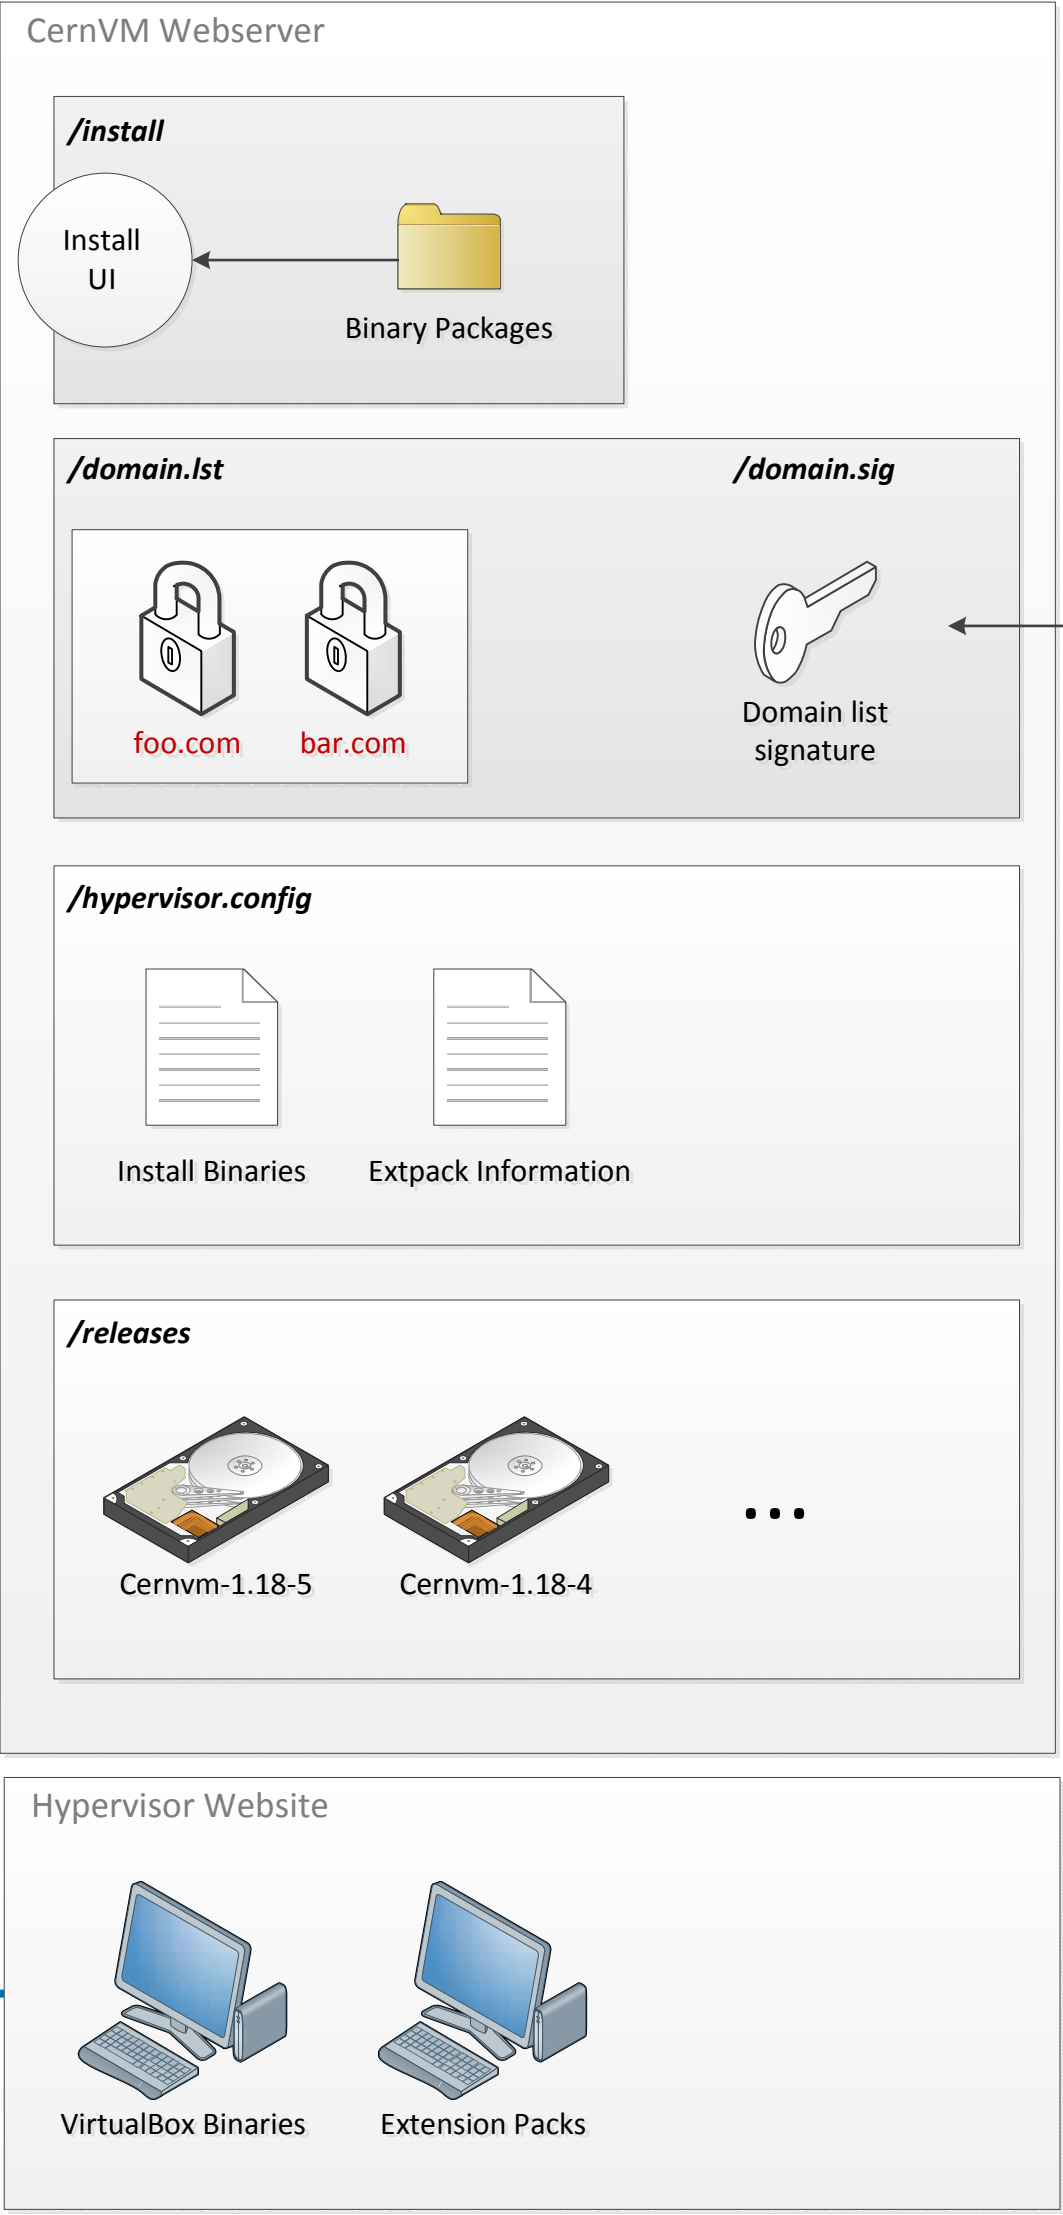 CernVM Webserver
/install
Install
UI
Binary Packages
/domain.lst
/domain.sig
foo.com
bar.com
Domain list
signature
/hypervisor.config
Install Binaries
Extpack Information
/releases
Cernvm-1.18-5
Cernvm-1.18-4
...
Hypervisor Website
VirtualBox Binaries
Extension Packs